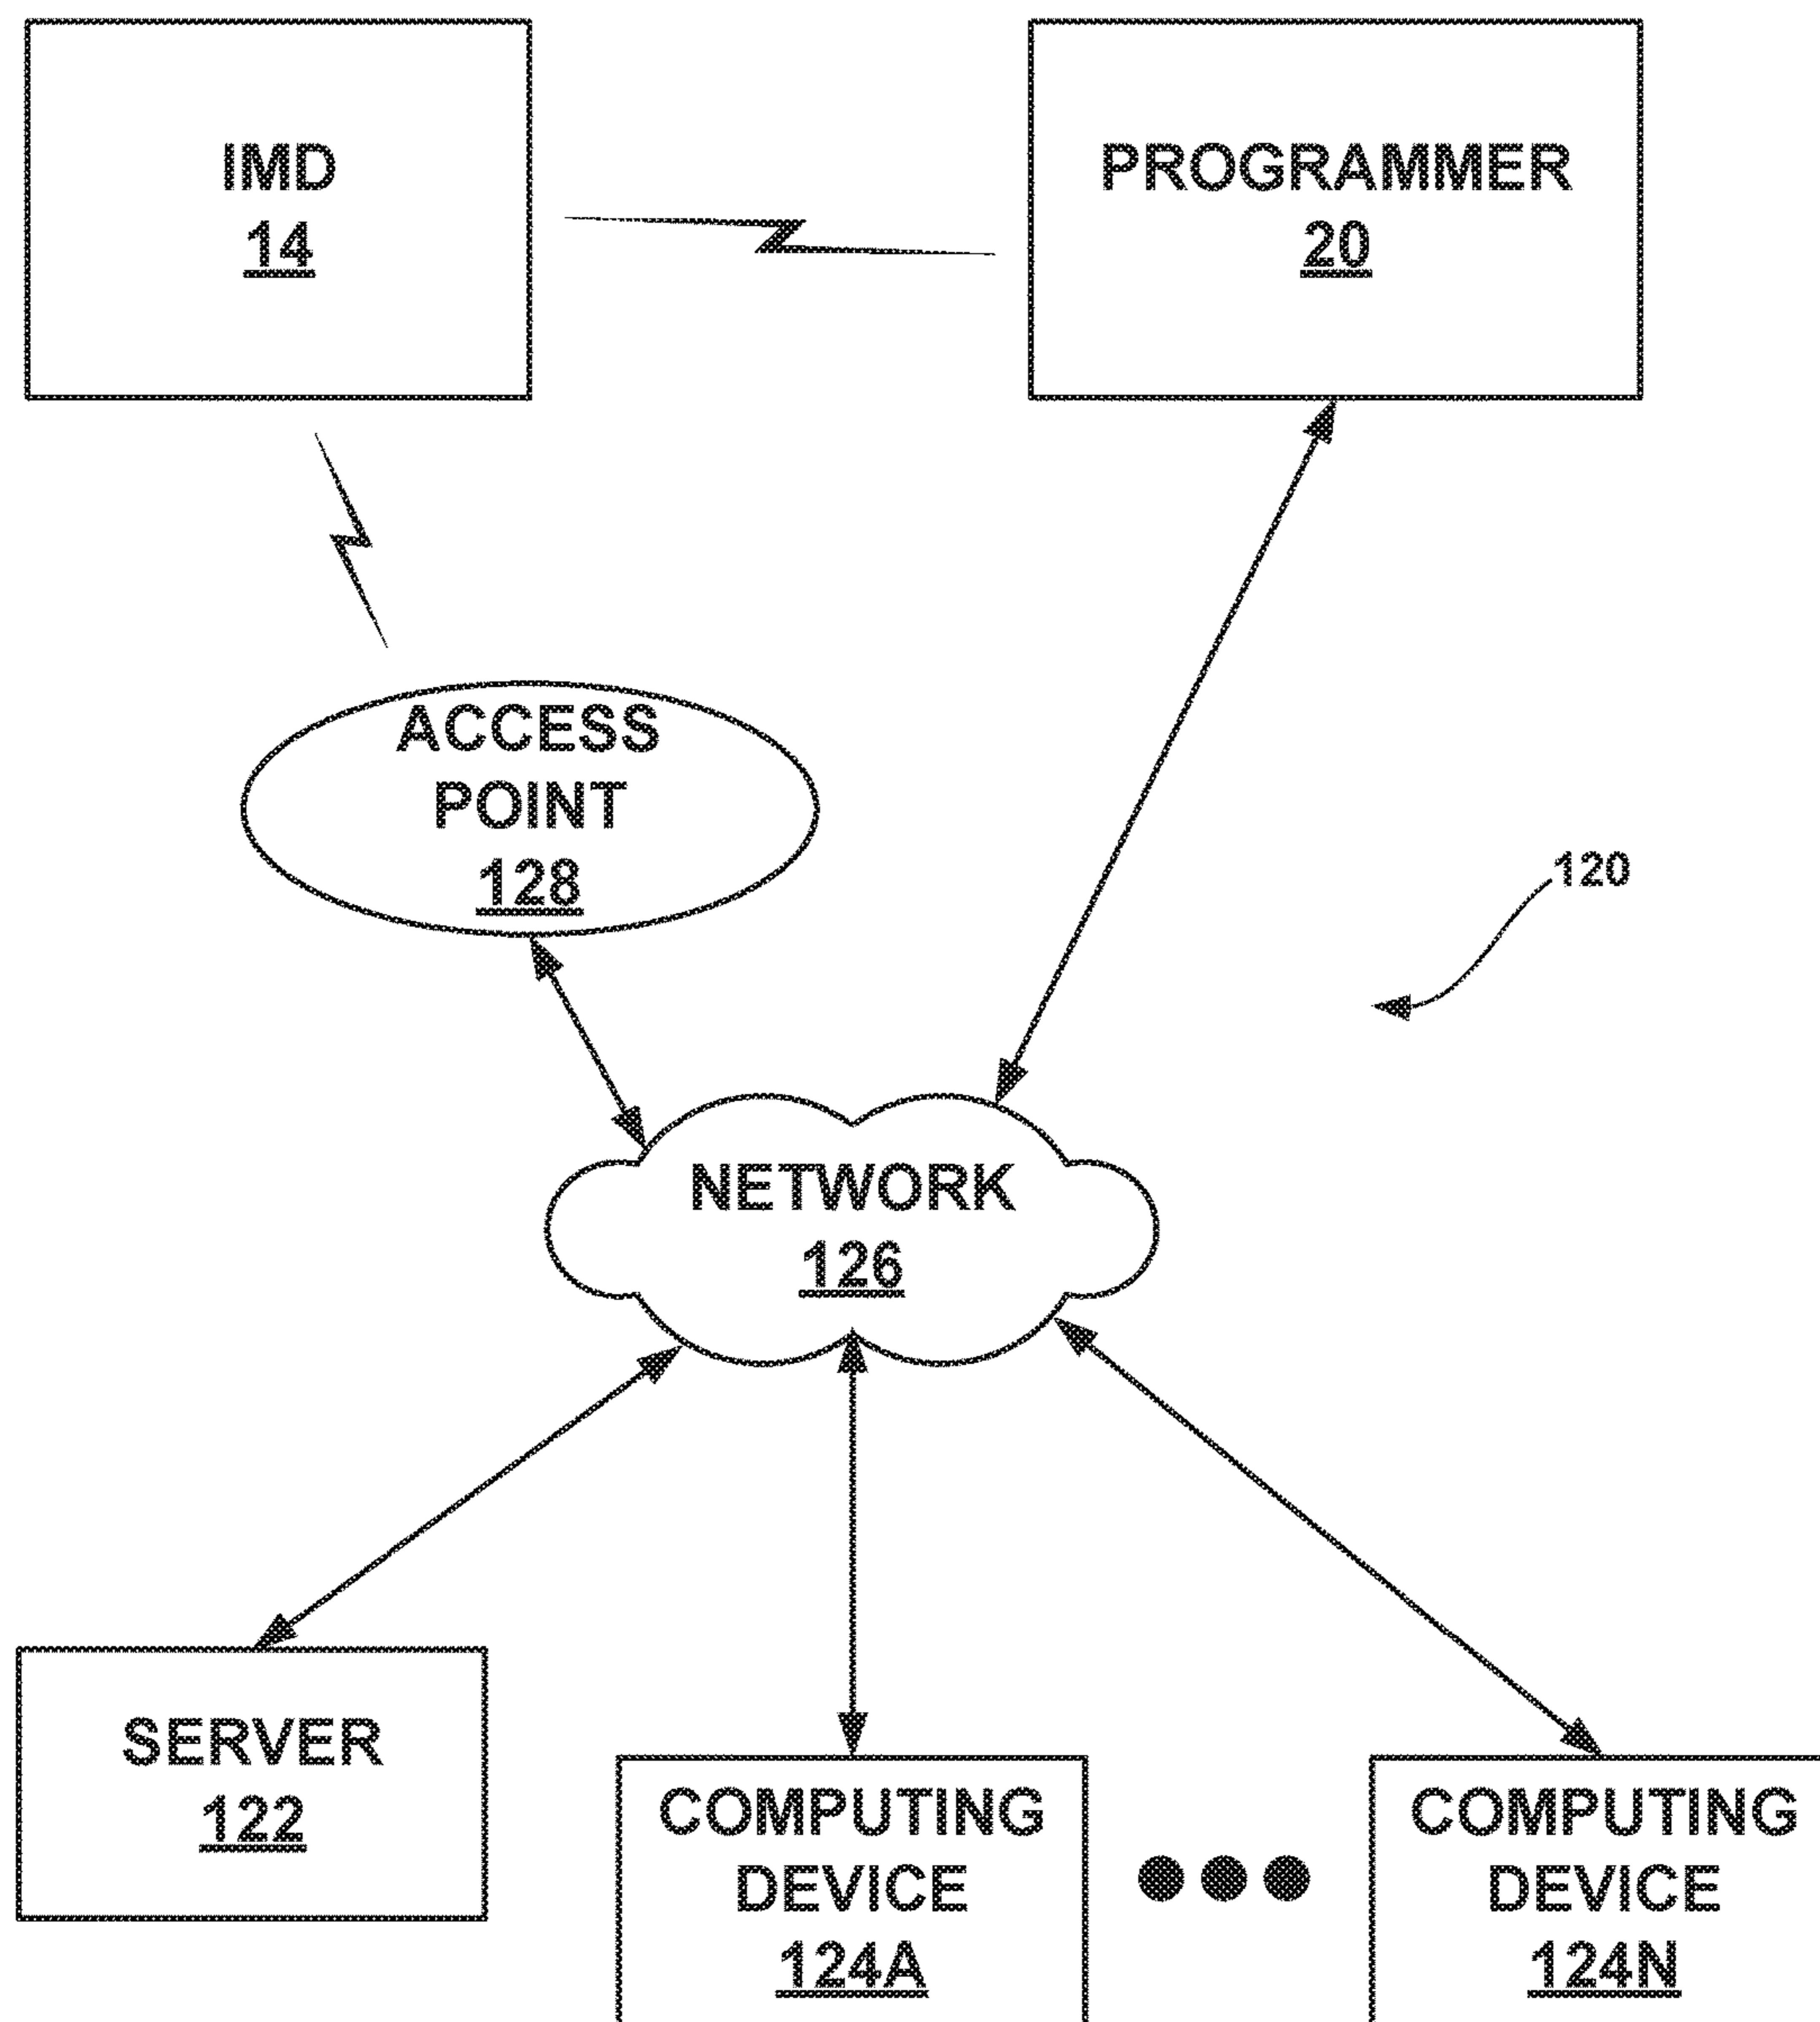 IMD
14
PROGRAMMER
20
ACCESS
POINT
128
120
NETWORK
126
SERVER
122
COMPUTING
DEVICE
124A
COMPUTING
DEVICE
124N